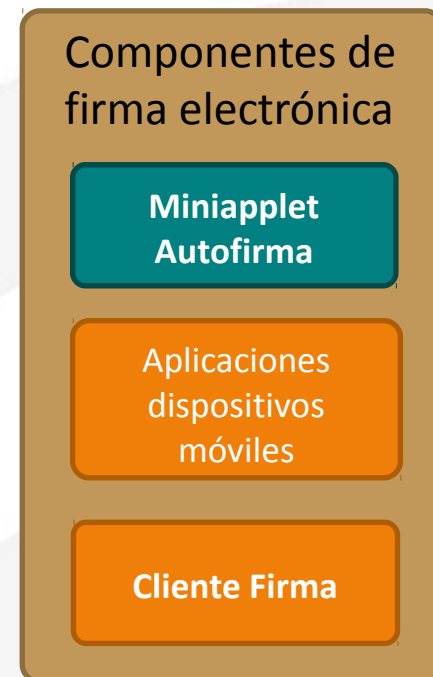 Componentes de
firma electrónica
Miniapplet
Autofirma
Aplicaciones
dispositivos
móviles
Cliente Firma